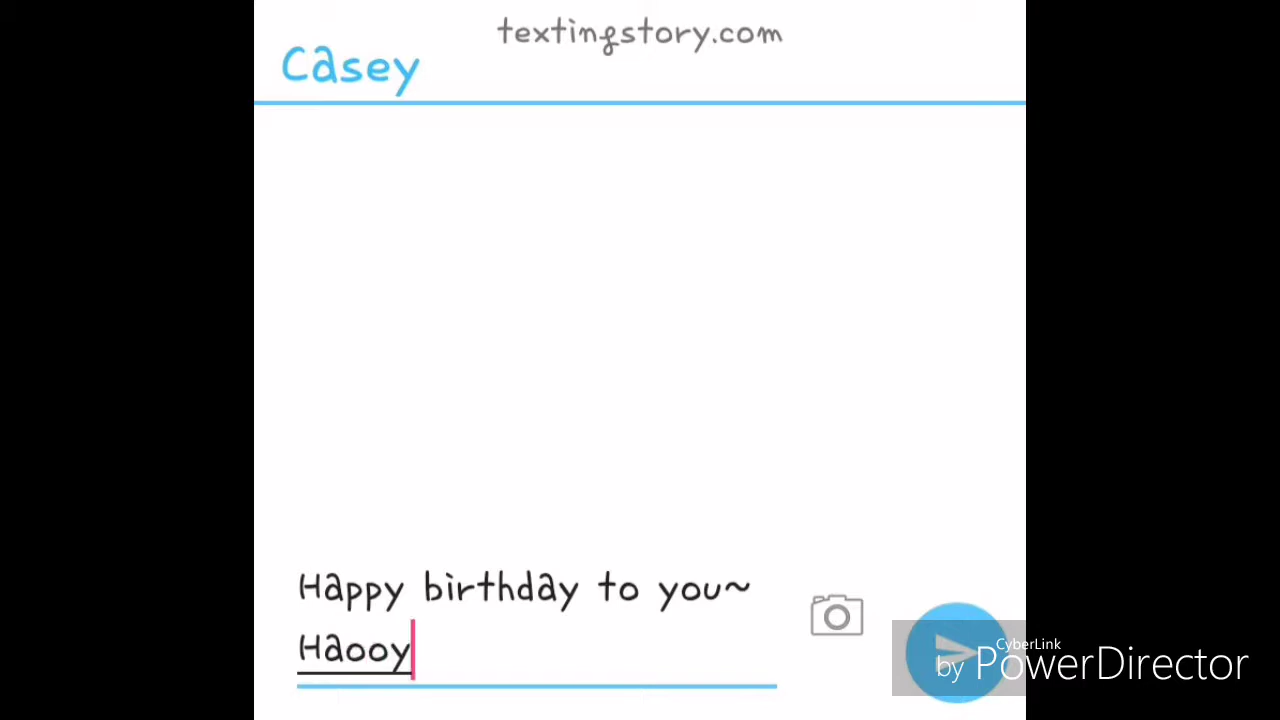 textingstory.com
Casey
Happy birthday to you~
Haooy
CyberLink
by PowerDirector